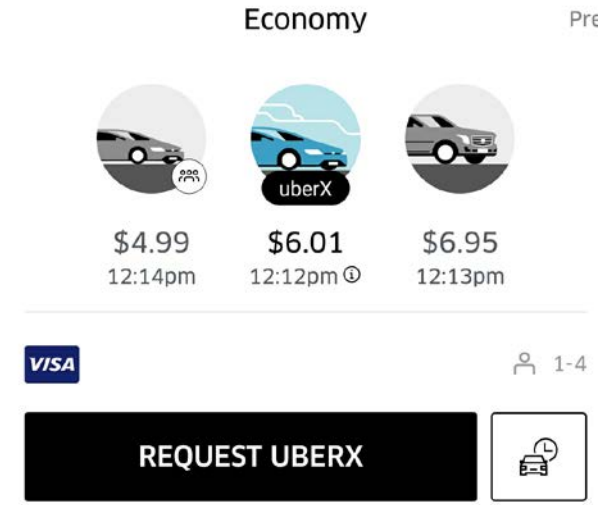 Economy
Pre
uberX
$4.99
$6.01
$6.95
12:14pm
12:12pm
12:13pm
VISA
1-4
REQUEST UBERX